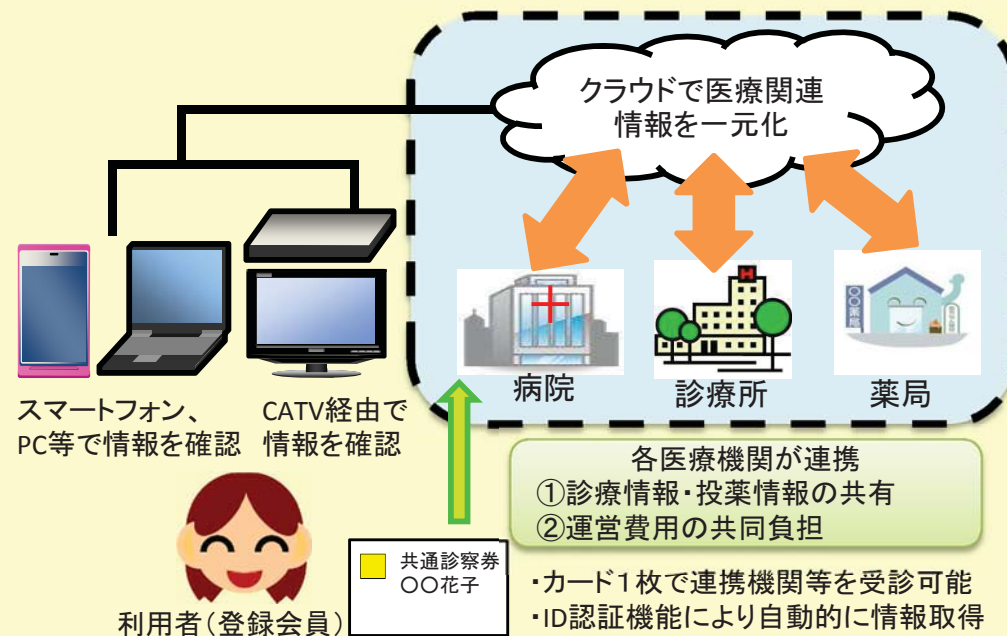 クラウドで医療関連
情報を一元化
病院
診療所
薬局
スマートフォン、
PC等で情報を確認
CATV経由で
情報を確認
各医療機関が連携
①診療情報・投薬情報の共有
②運営費用の共同負担
共通診察券
〇〇花子
利用者（登録会員）
・カード１枚で連携機関等を受診可能
・ID認証機能により自動的に情報取得
H
〇〇薬局